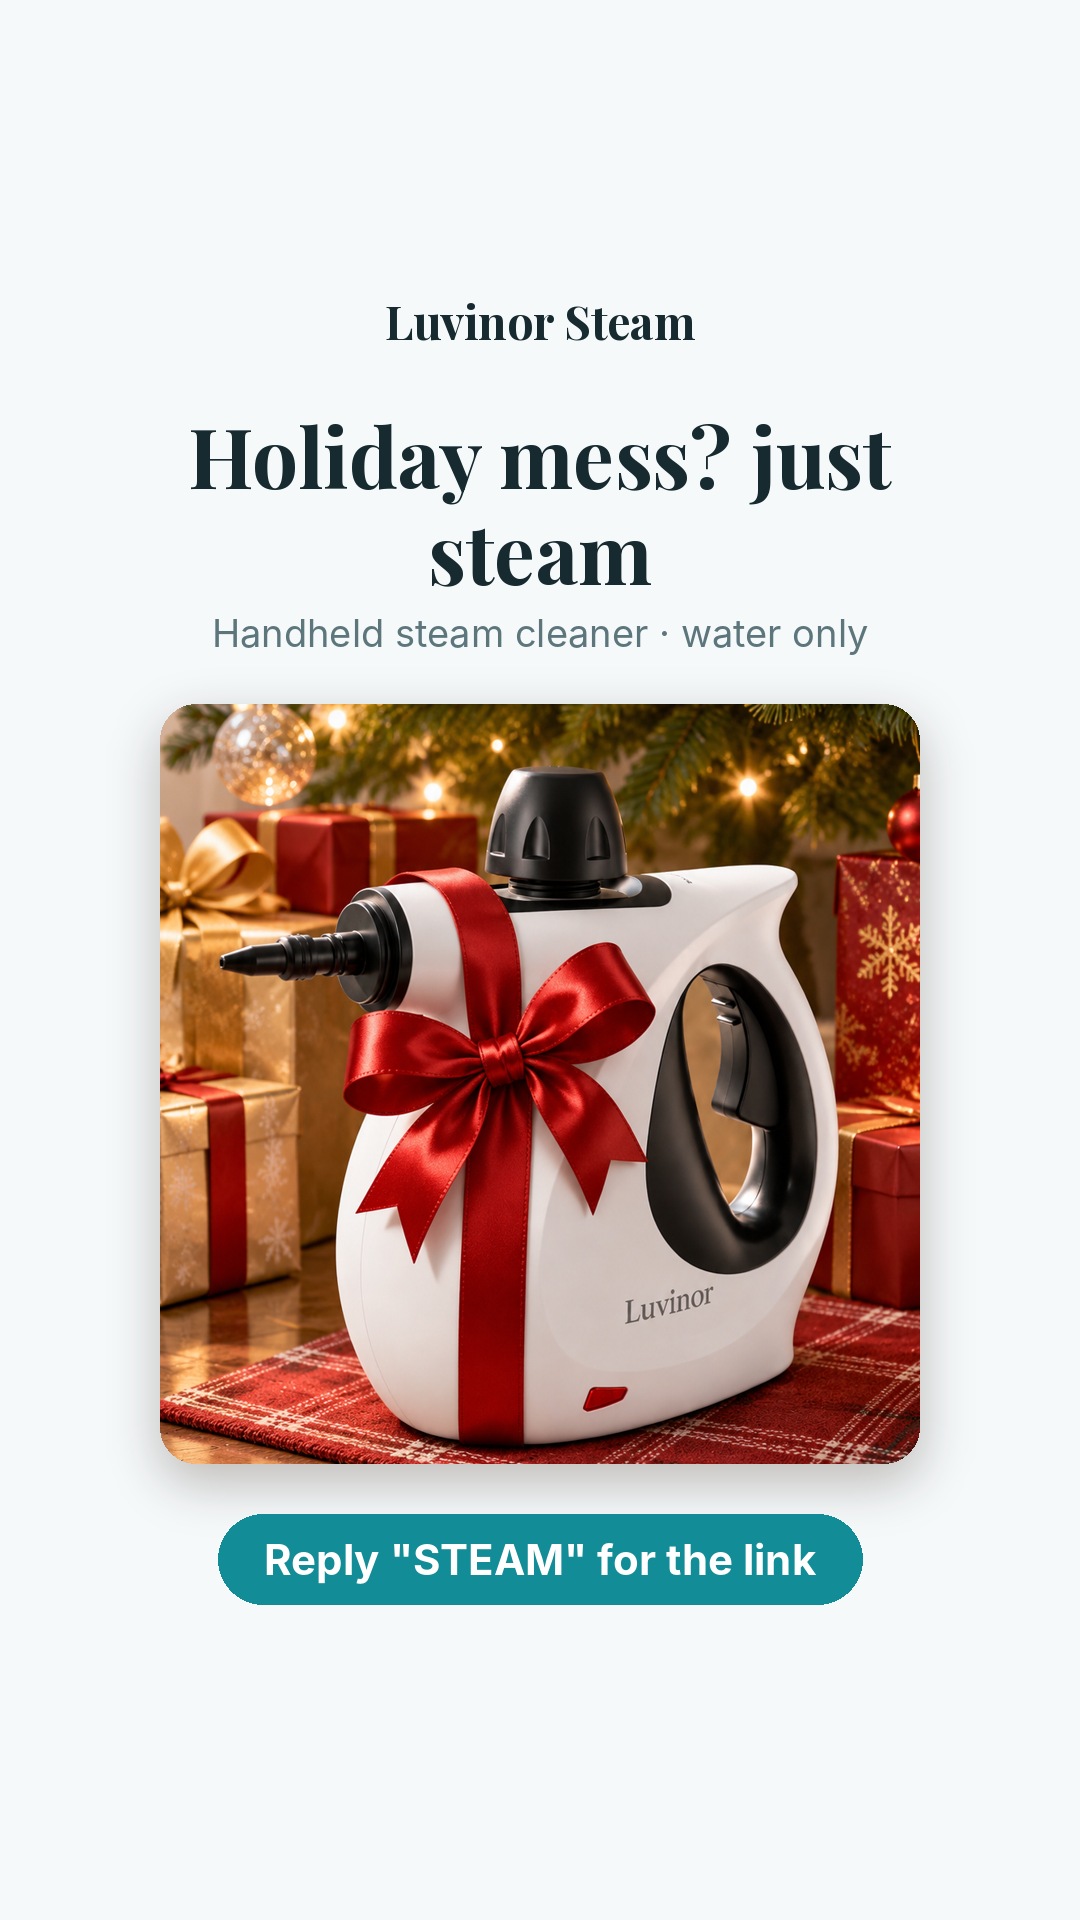 Luvinor Steam
Holiday mess? just
steam
Handheld steam cleaner · water only
Luvinor
Reply "STEAM" for the link